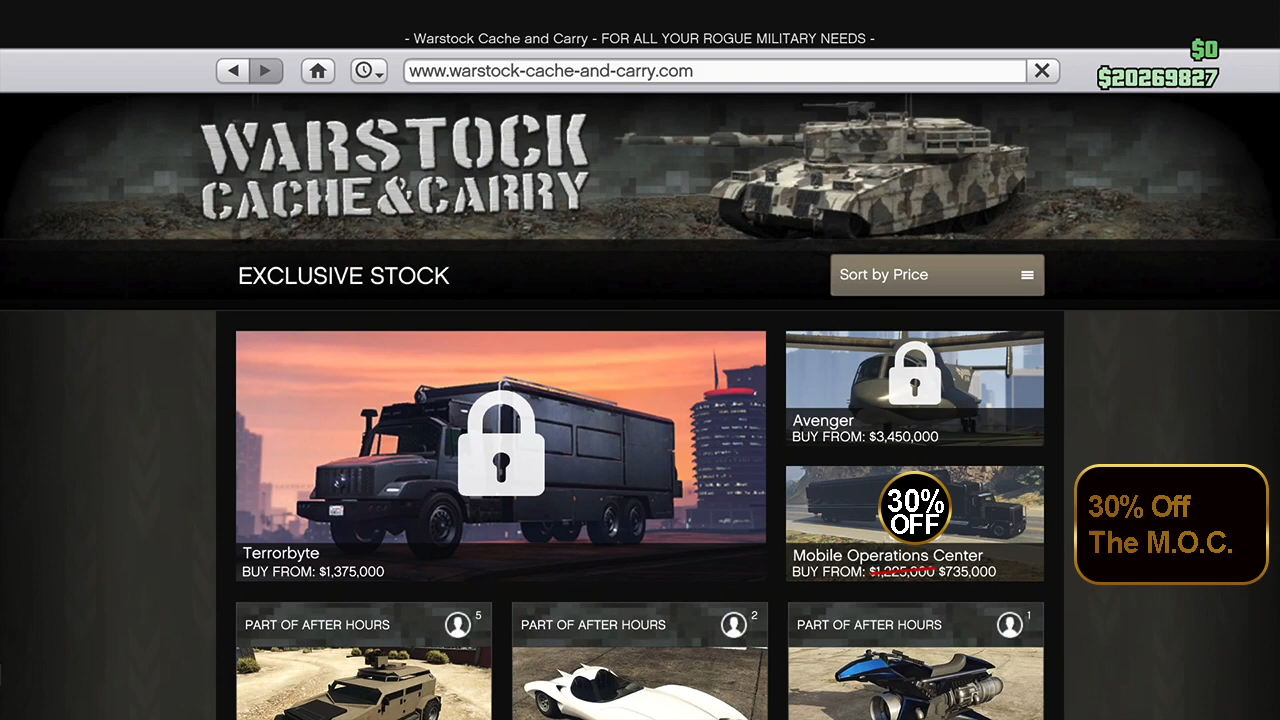 - Warstock Cache and Carry - FOR ALL YOUR ROGUE MILITARY NEEDS -
$0
www.warstock-cache-and-carry.com
$20269827
WARSTOCK
CACHE&CARRY
EXCLUSIVE STOCK
Sort by Price
Terrorbyte
BUY FROM: $1,375,000
Avenger
BUY FROM: $3,450,000
30%
OFF
Mobile Operations Center
BUY FROM: $1,225,000 $735,000
30% Off
The M.O.C.
PART OF AFTER HOURS 5
PART OF AFTER HOURS 2
PART OF AFTER HOURS 1